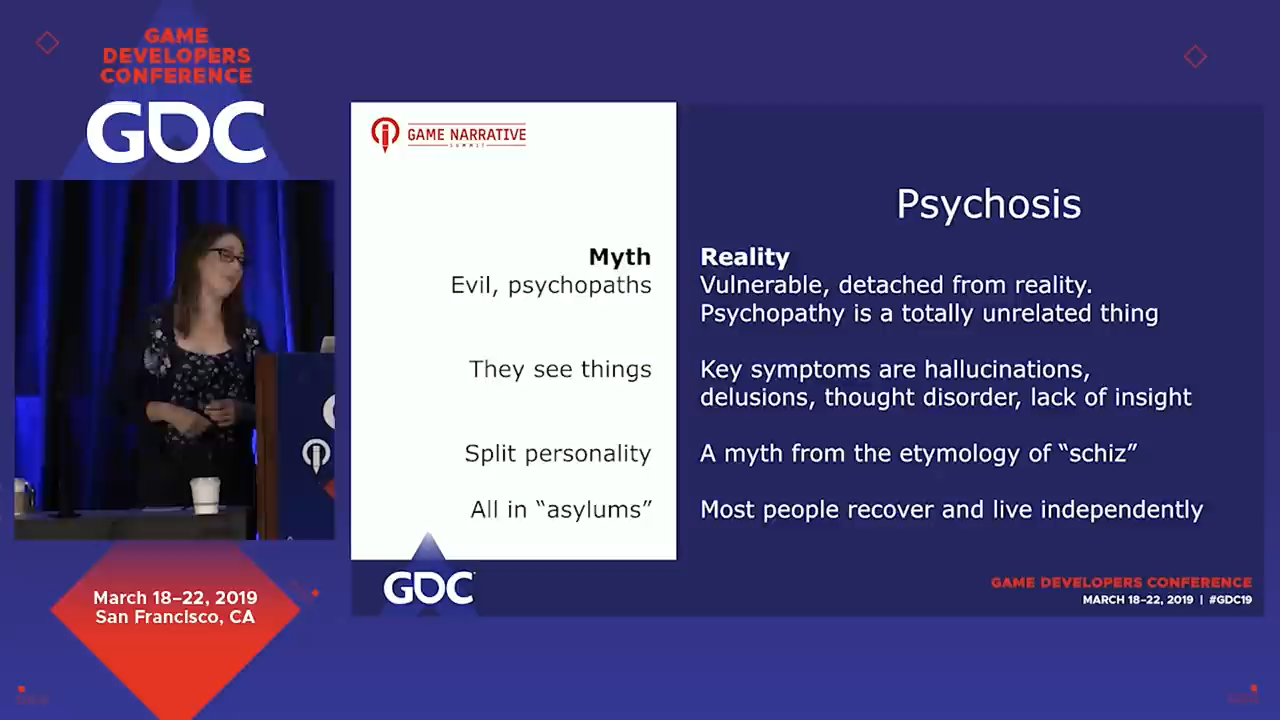 GAME
DEVELOPERS
CONFERENCE
GDC
GAME NARRATIVE
SUMMIT
Psychosis
Myth
Reality
Evil, psychopaths
Vulnerable, detached from reality.
Psychopathy is a totally unrelated thing
They see things
Key symptoms are hallucinations,
delusions, thought disorder, lack of insight
Split personality
A myth from the etymology of “schiz”
All in “asylums”
Most people recover and live independently
GDC
GAME DEVELOPERS CONFERENCE
MARCH 18–22, 2019 | #GDC19
March 18–22, 2019
San Francisco, CA